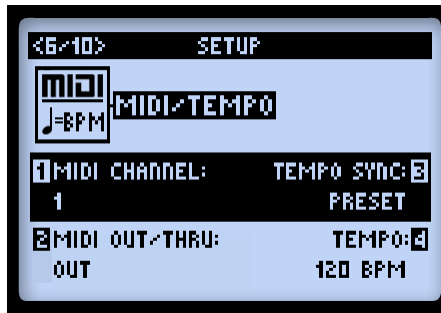 <6/10> SETUP
MIDI
♩=BPM
MIDI/TEMPO
1 MIDI CHANNEL: TEMPO SYNC: 3
1 PRESET
2 MIDI OUT/THRU: TEMPO: 4
OUT 120 BPM